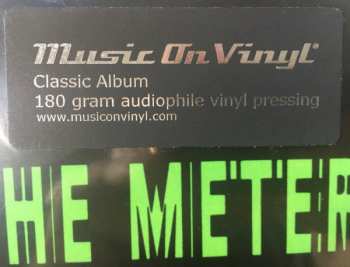 Music On Vinyl®
Classic Album
180 gram audiophile vinyl pressing
www.musiconvinyl.com
HE METER